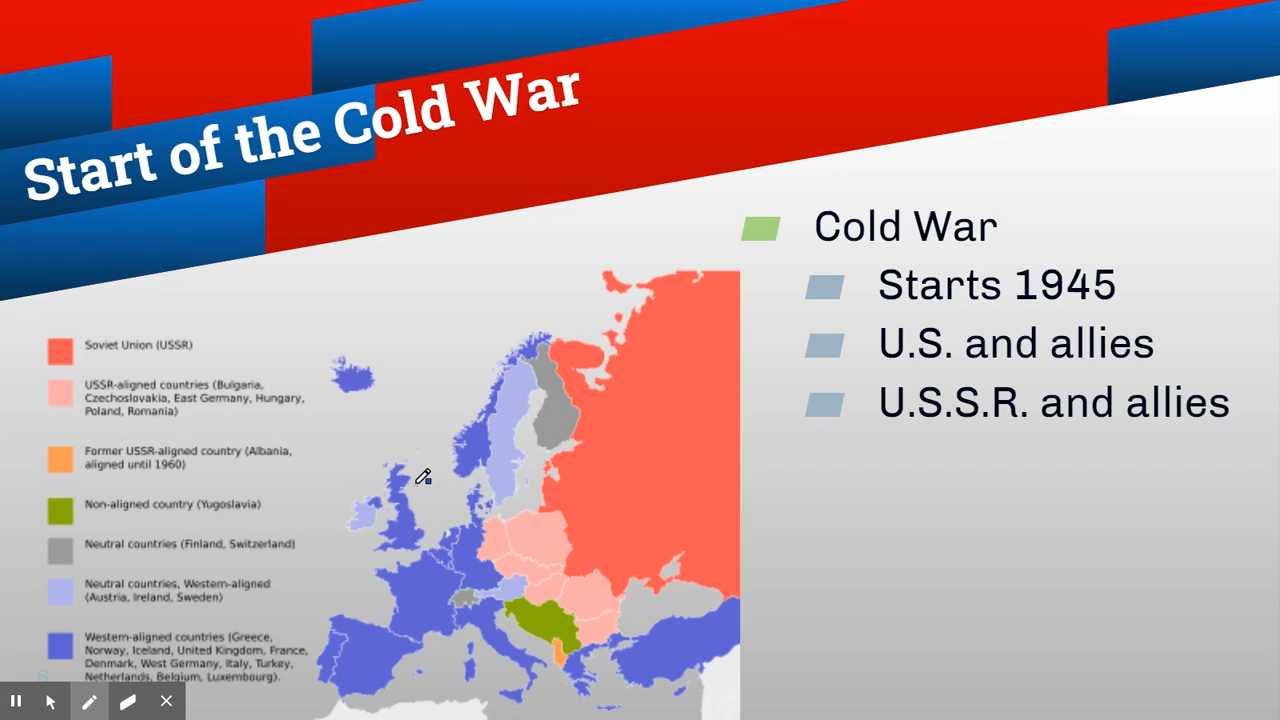 Start of the Cold War
Cold War
Starts 1945
U.S. and allies
U.S.S.R. and allies
Soviet Union (USSR)
USSR-aligned countries (Bulgaria,
Czechoslovakia, East Germany, Hungary,
Poland, Romania)
Former USSR-aligned country (Albania,
aligned until 1960)
Non-aligned country (Yugoslavia)
Neutral countries (Finland, Switzerland)
Neutral countries, Western-aligned
(Austria, Ireland, Sweden)
Western-aligned countries (Greece,
Norway, Iceland, United Kingdom, France,
Denmark, West Germany, Italy, Turkey,
Netherlands, Belgium, Luxembourg).
6